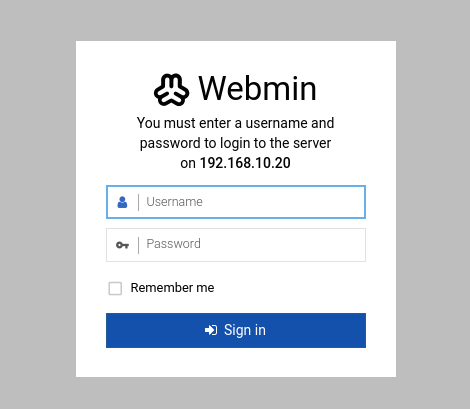 Webmin
You must enter a username and
password to login to the server
on 192.168.10.20
Username
Password
Remember me
Sign in